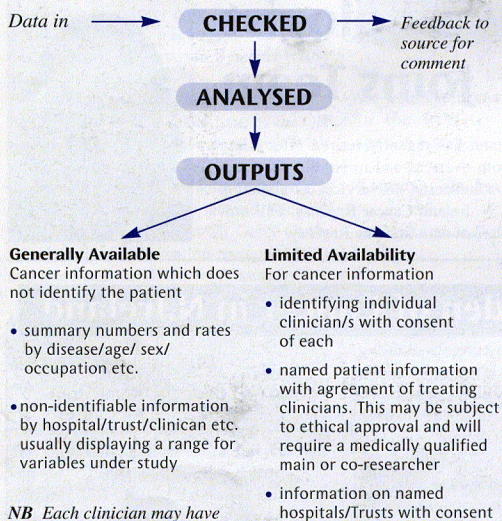 Data in
CHECKED
Feedback to
source for
comment
ANALYSED
OUTPUTS
Generally Available
Cancer information which does
not identify the patient
• summary numbers and rates
by disease/age/ sex/
occupation etc.
• non-identifiable information
by hospital/trust/clinican etc.
usually displaying a range for
variables under study
NB Each clinician may have
Limited Availability
For cancer information
• identifying individual
clinician/s with consent
of each
• named patient information
with agreement of treating
clinicians. This may be subject
to ethical approval and will
require a medically qualified
main or co-researcher
• information on named
hospitals/Trusts with consent